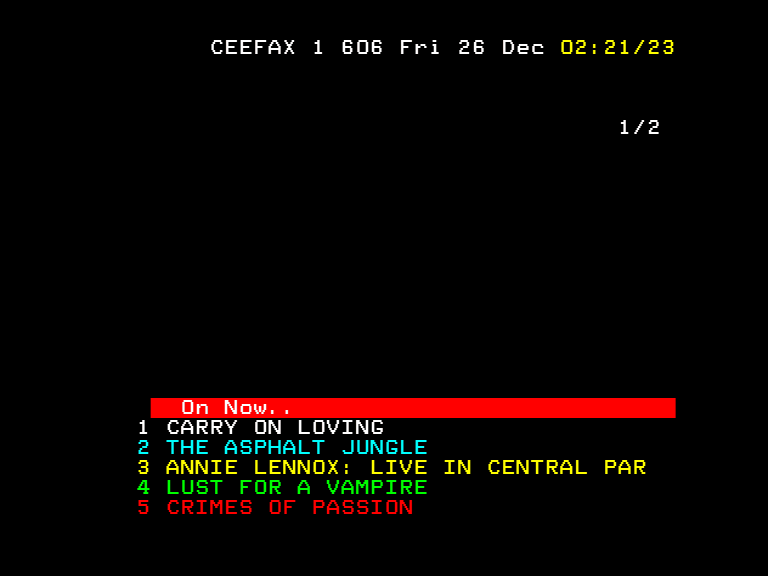 CEEFAX 1 606 Fri 26 Dec 02:21/23
1/2
On Now..
1 CARRY ON LOVING
2 THE ASPHALT JUNGLE
3 ANNIE LENNOX: LIVE IN CENTRAL PAR
4 LUST FOR A VAMPIRE
5 CRIMES OF PASSION